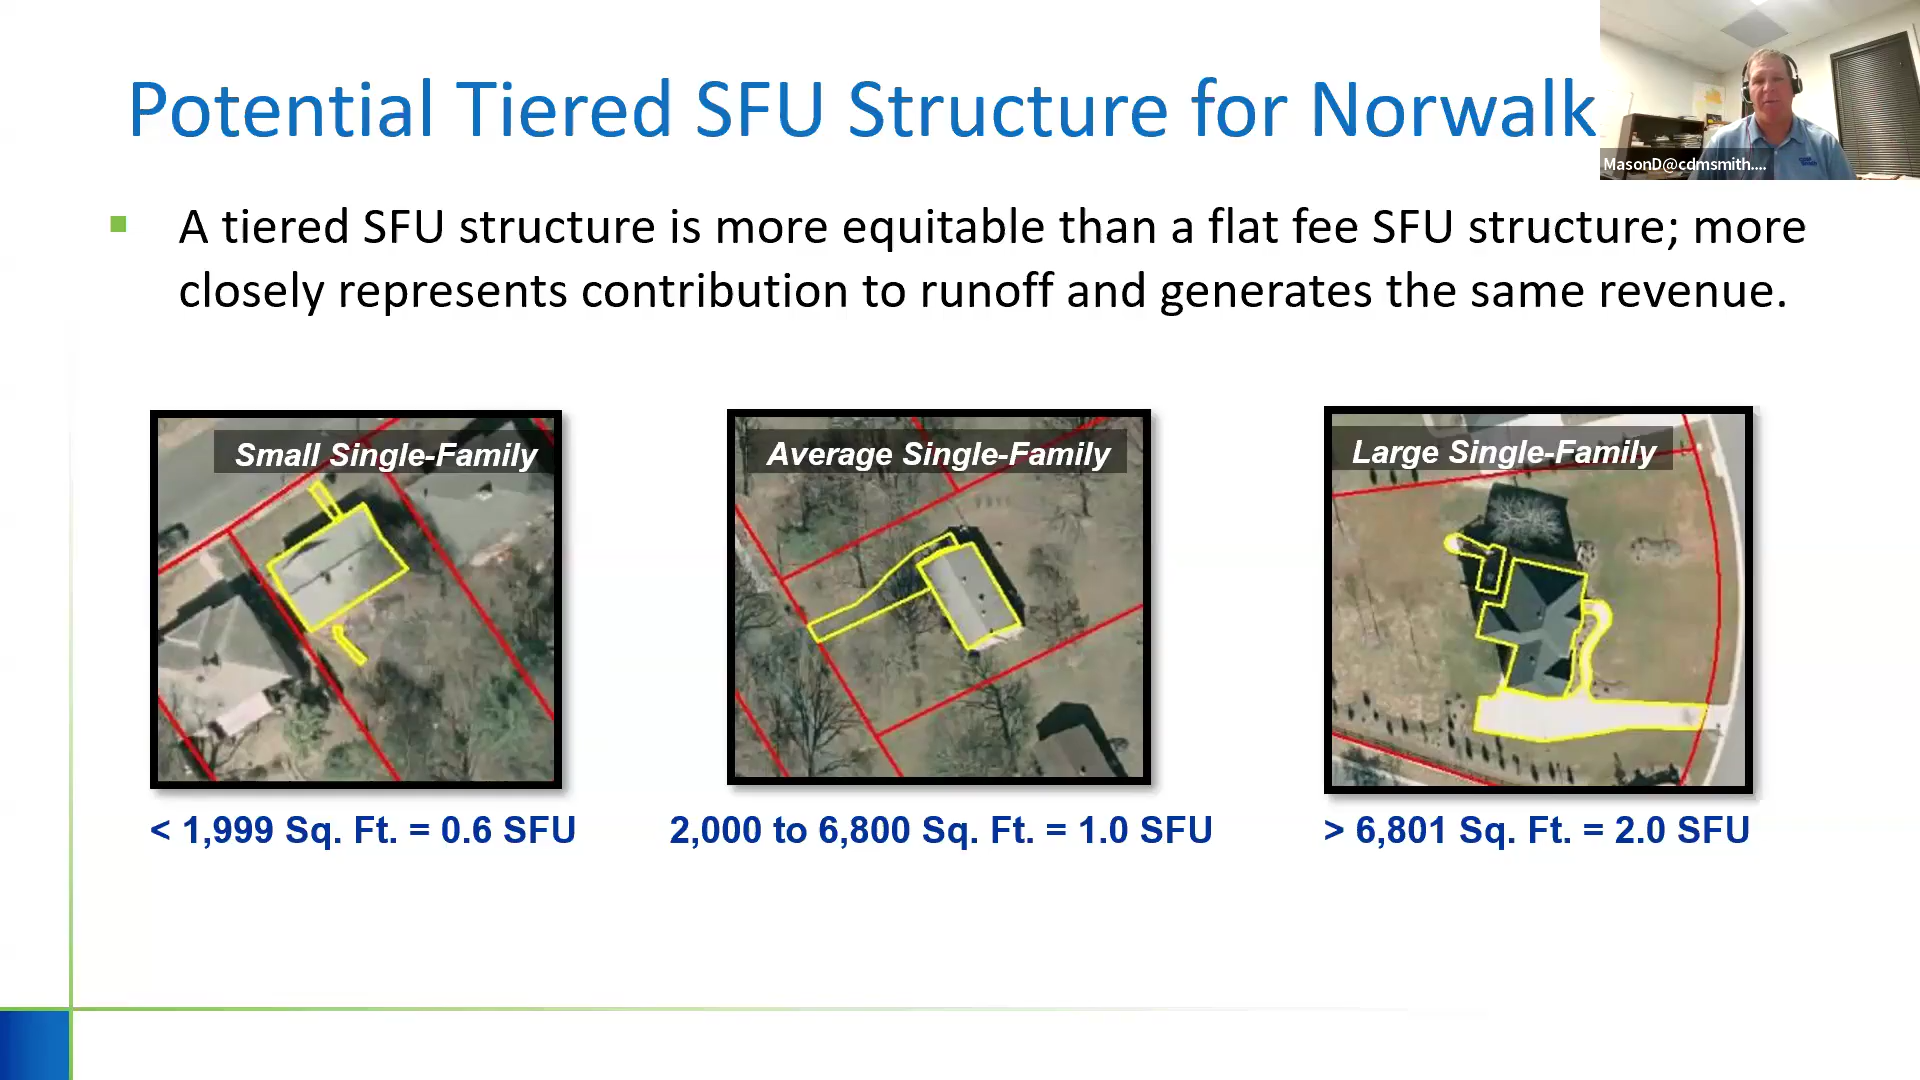 Potential Tiered SFU Structure for Norwalk
MasonD@cdmsmith....
A tiered SFU structure is more equitable than a flat fee SFU structure; more
closely represents contribution to runoff and generates the same revenue.
Small Single-Family
Average Single-Family
Large Single-Family
< 1,999 Sq. Ft. = 0.6 SFU
2,000 to 6,800 Sq. Ft. = 1.0 SFU
> 6,801 Sq. Ft. = 2.0 SFU